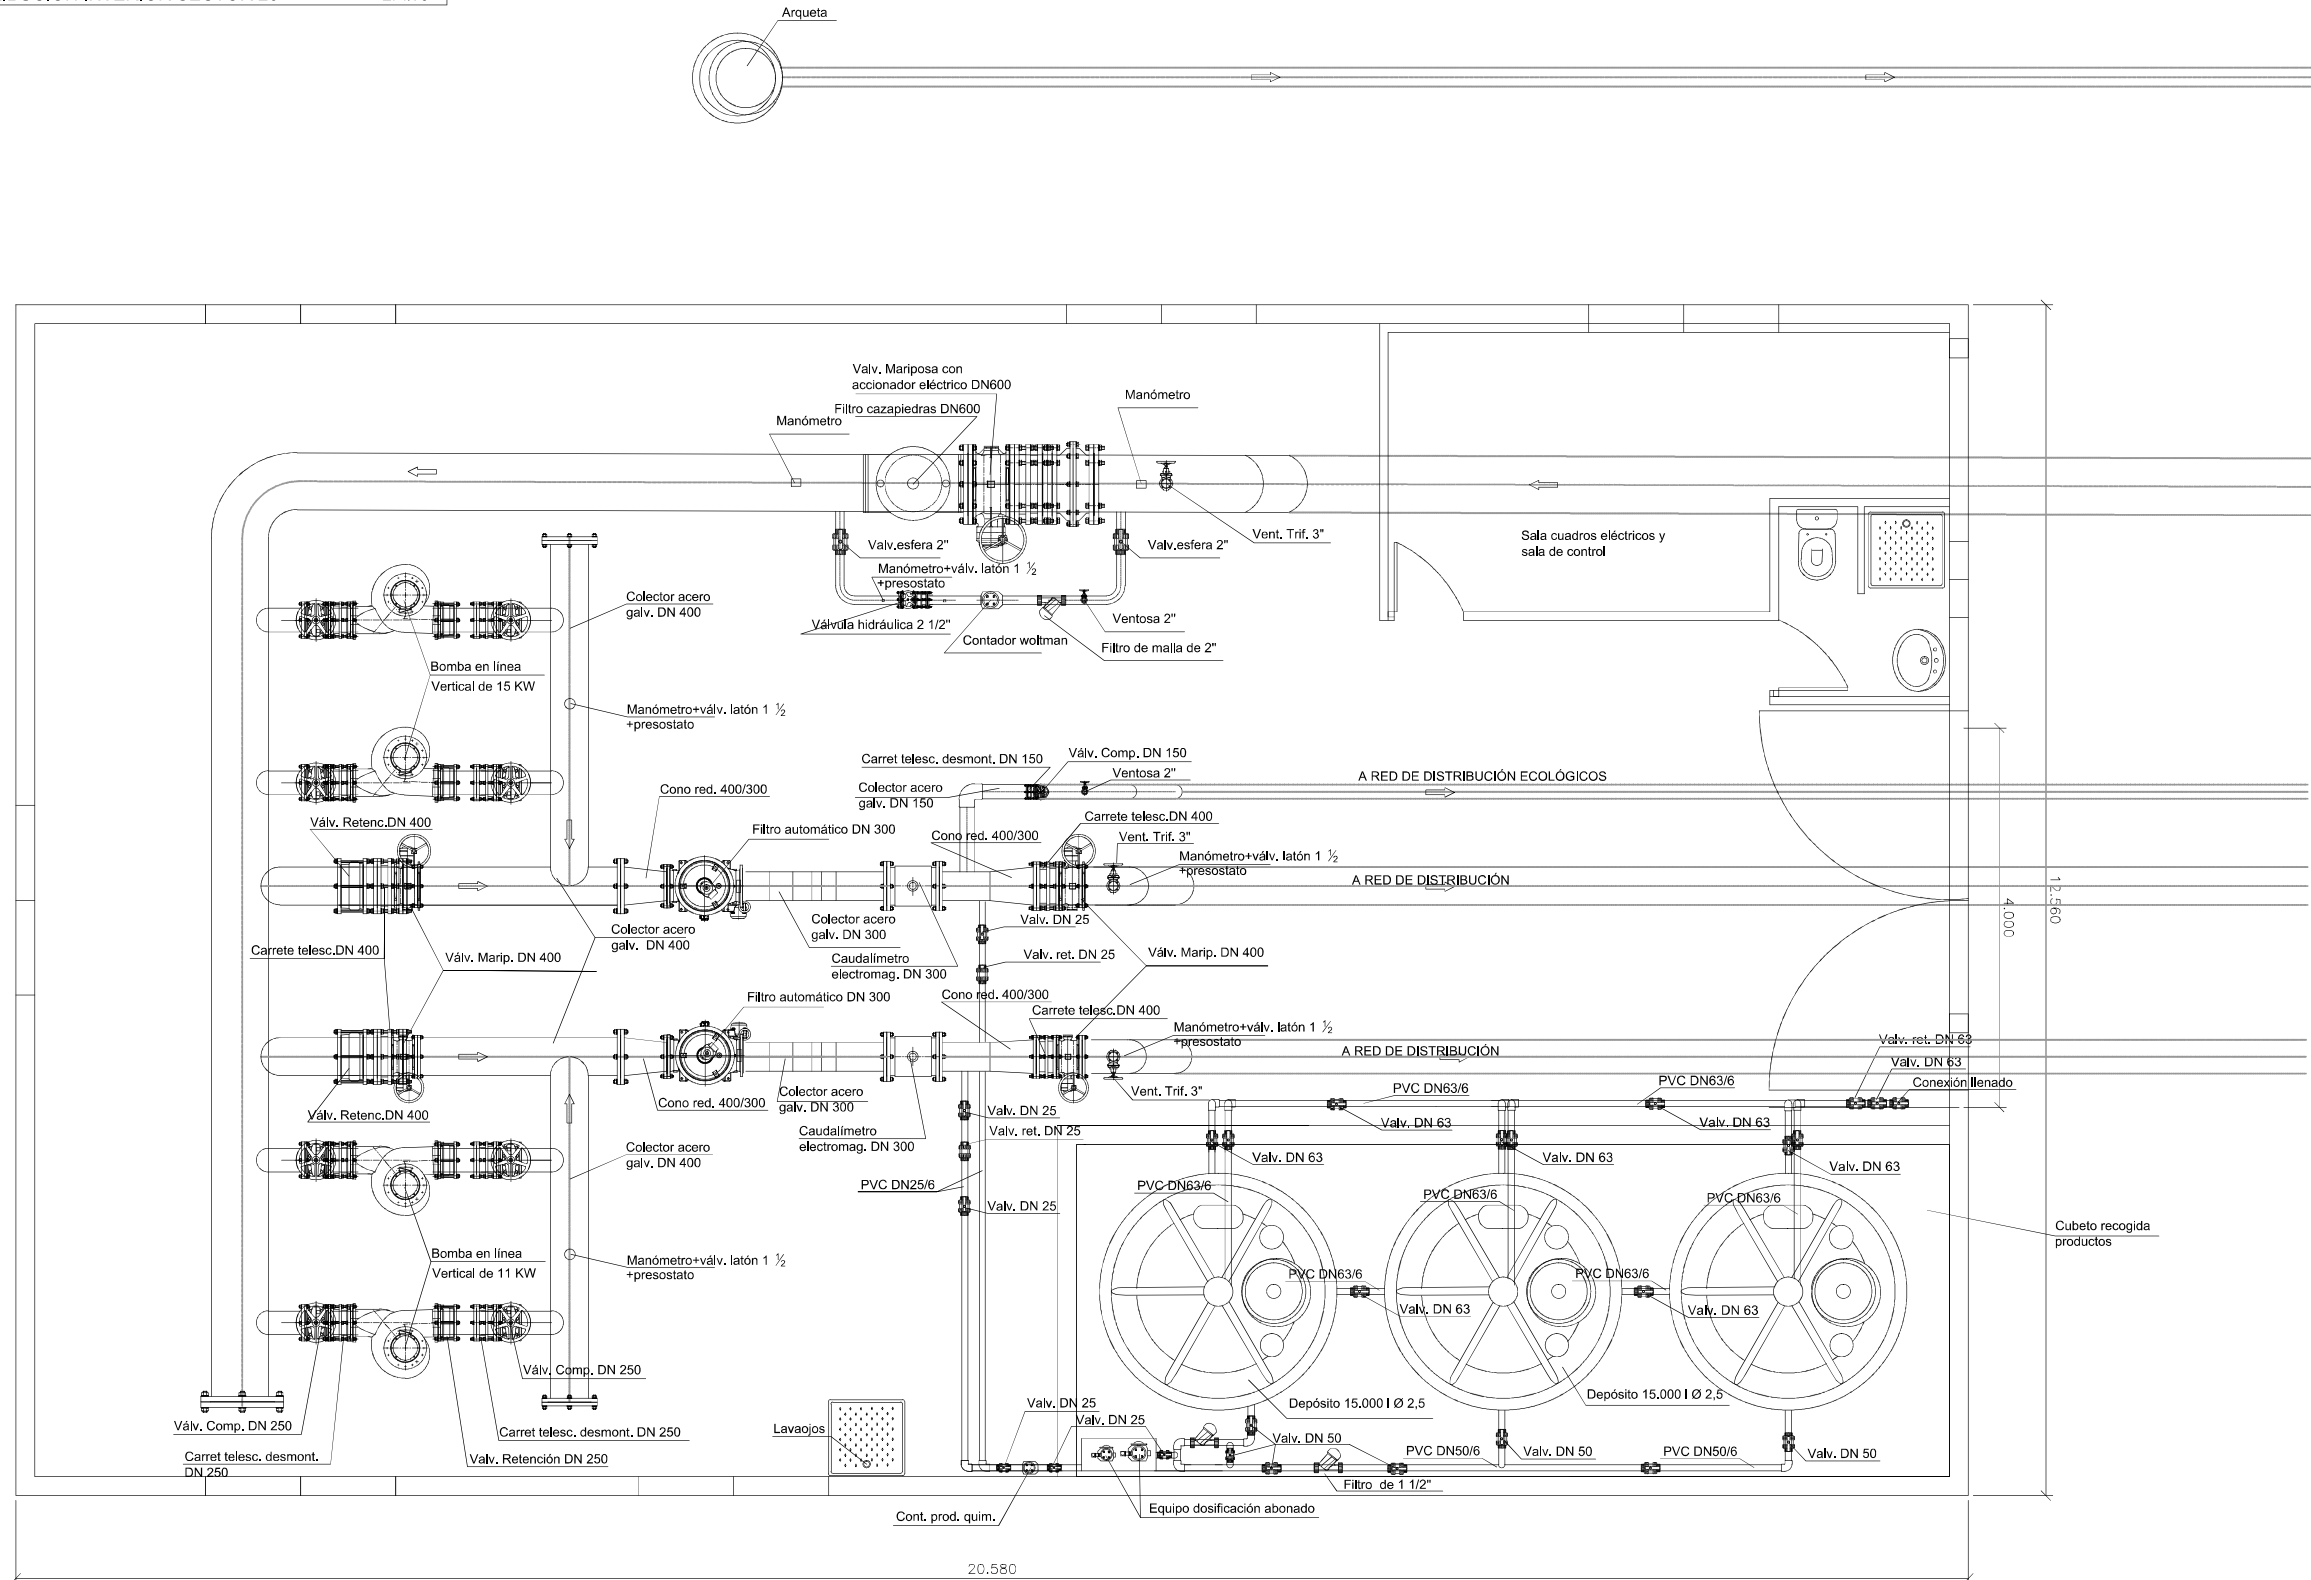 Arqueta
Valv. Mariposa con
accionador eléctrico DN600
Filtro cazapiedras DN600
Manómetro
Manómetro
Vent. Trif. 3"
Valv.esfera 2"
Valv.esfera 2"
Manómetro+válv. latón 1 ½
+presostato
Válvula hidráulica 2 1/2"
Contador woltman
Ventosa 2"
Filtro de malla de 2"
Sala cuadros eléctricos y
sala de control
Colector acero
galv. DN 400
Bomba en línea
Vertical de 15 KW
Manómetro+válv. latón 1 ½
+presostato
Carret telesc. desmont. DN 150
Válv. Comp. DN 150
Ventosa 2"
Colector acero
galv. DN 150
A RED DE DISTRIBUCIÓN ECOLÓGICOS
Cono red. 400/300
Válv. Retenc.DN 400
Filtro automático DN 300
Cono red. 400/300
Carrete telesc.DN 400
Vent. Trif. 3"
Manómetro+válv. latón 1 ½
+presostato
A RED DE DISTRIBUCIÓN
Colector acero
galv. DN 300
Valv. DN 25
Colector acero
galv. DN 400
Carrete telesc.DN 400
Válv. Marip. DN 400
Caudalímetro
electromag. DN 300
Valv. ret. DN 25
Válv. Marip. DN 400
12.560
4.000
Filtro automático DN 300
Cono red. 400/300
Carrete telesc.DN 400
Manómetro+válv. latón 1 ½
+presostato
A RED DE DISTRIBUCIÓN
Valv. ret. DN 63
Valv. DN 63
Conexión llenado
Válv. Retenc.DN 400
Cono red. 400/300
Colector acero
galv. DN 300
Vent. Trif. 3"
PVC DN63/6
PVC DN63/6
Valv. DN 25
Valv. DN 63
Valv. DN 63
Caudalímetro
electromag. DN 300
Valv. ret. DN 25
Colector acero
galv. DN 400
Valv. DN 63
Valv. DN 63
Valv. DN 63
PVC DN25/6
Valv. DN 25
PVC DN63/6
PVC DN63/6
PVC DN63/6
Cubeto recogida
productos
Bomba en línea
Vertical de 11 KW
Manómetro+válv. latón 1 ½
+presostato
PVC DN63/6
PVC DN63/6
Valv. DN 63
Valv. DN 63
Válv. Comp. DN 250
Depósito 15.000 l Ø 2,5
Depósito 15.000 l Ø 2,5
Válv. Comp. DN 250
Carret telesc. desmont. DN 250
Carret telesc. desmont.
DN 250
Valv. Retención DN 250
Lavaojos
Valv. DN 25
Valv. DN 25
Valv. DN 50
PVC DN50/6
Valv. DN 50
PVC DN50/6
Valv. DN 50
Filtro de 1 1/2"
Cont. prod. quim.
Equipo dosificación abonado
20.580